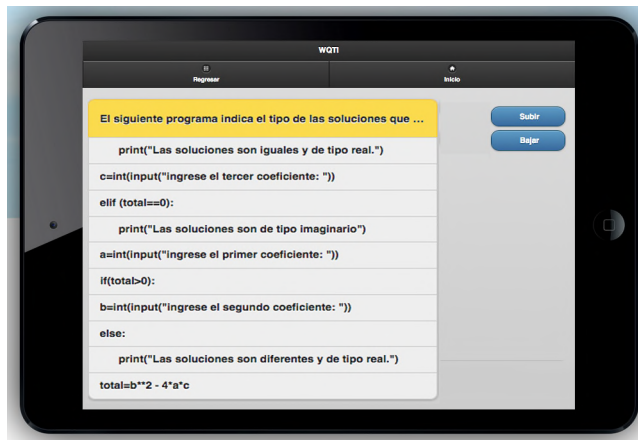 WQTI
Regresar
Inicio
El siguiente programa indica el tipo de las soluciones que ...
Subir
Bajar
print("Las soluciones son iguales y de tipo real.")
c=int(input("ingrese el tercer coeficiente: "))
elif (total==0):
print("Las soluciones son de tipo imaginario")
a=int(input("ingrese el primer coeficiente: "))
if(total>0):
b=int(input("ingrese el segundo coeficiente: "))
else:
print("Las soluciones son diferentes y de tipo real.")
total=b**2 - 4*a*c